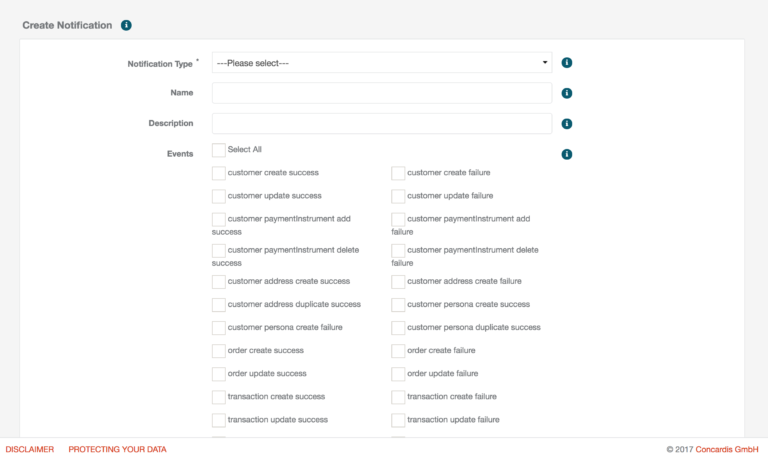 Create Notification
Notification Type *
---Please select---
Name
Description
Events
Select All
customer create success
customer create failure
customer update success
customer update failure
customer paymentInstrument add
success
customer paymentInstrument add
failure
customer paymentInstrument delete
success
customer paymentInstrument delete
failure
customer address create success
customer address create failure
customer address duplicate success
customer persona create success
customer persona create failure
customer persona duplicate success
order create success
order create failure
order update success
order update failure
transaction create success
transaction create failure
transaction update success
transaction update failure
DISCLAIMER PROTECTING YOUR DATA
© 2017 Concardis GmbH